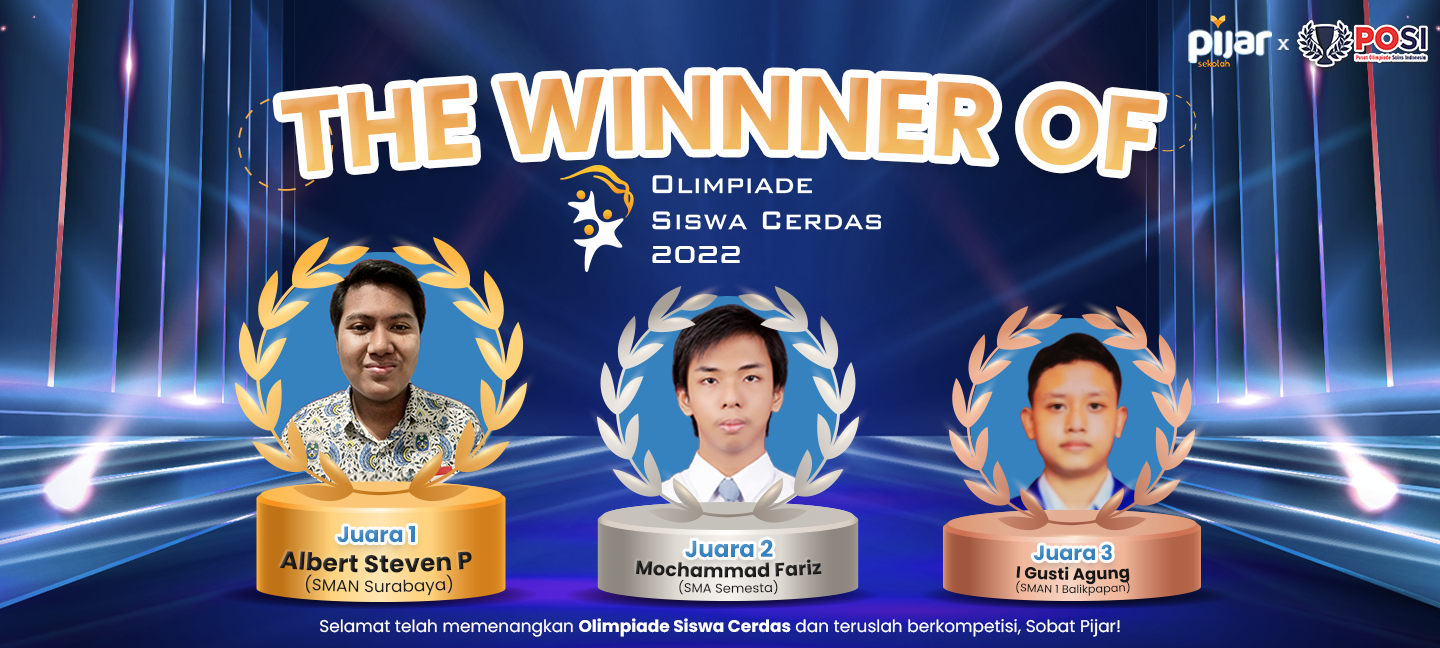 pijar
sekolah
x
POSI
Pusat Olimpiade Sains Indonesia
THE WINNNER OF
OLIMPIADE
SISWA CERDAS
2022
Juara 1
Albert Steven P
(SMAN Surabaya)
Juara 2
Mochammad Fariz
(SMA Semesta)
Juara 3
I Gusti Agung
(SMAN 1 Balikpapan)
Selamat telah memenangkan Olimpiade Siswa Cerdas dan teruslah berkompetisi, Sobat Pijar!